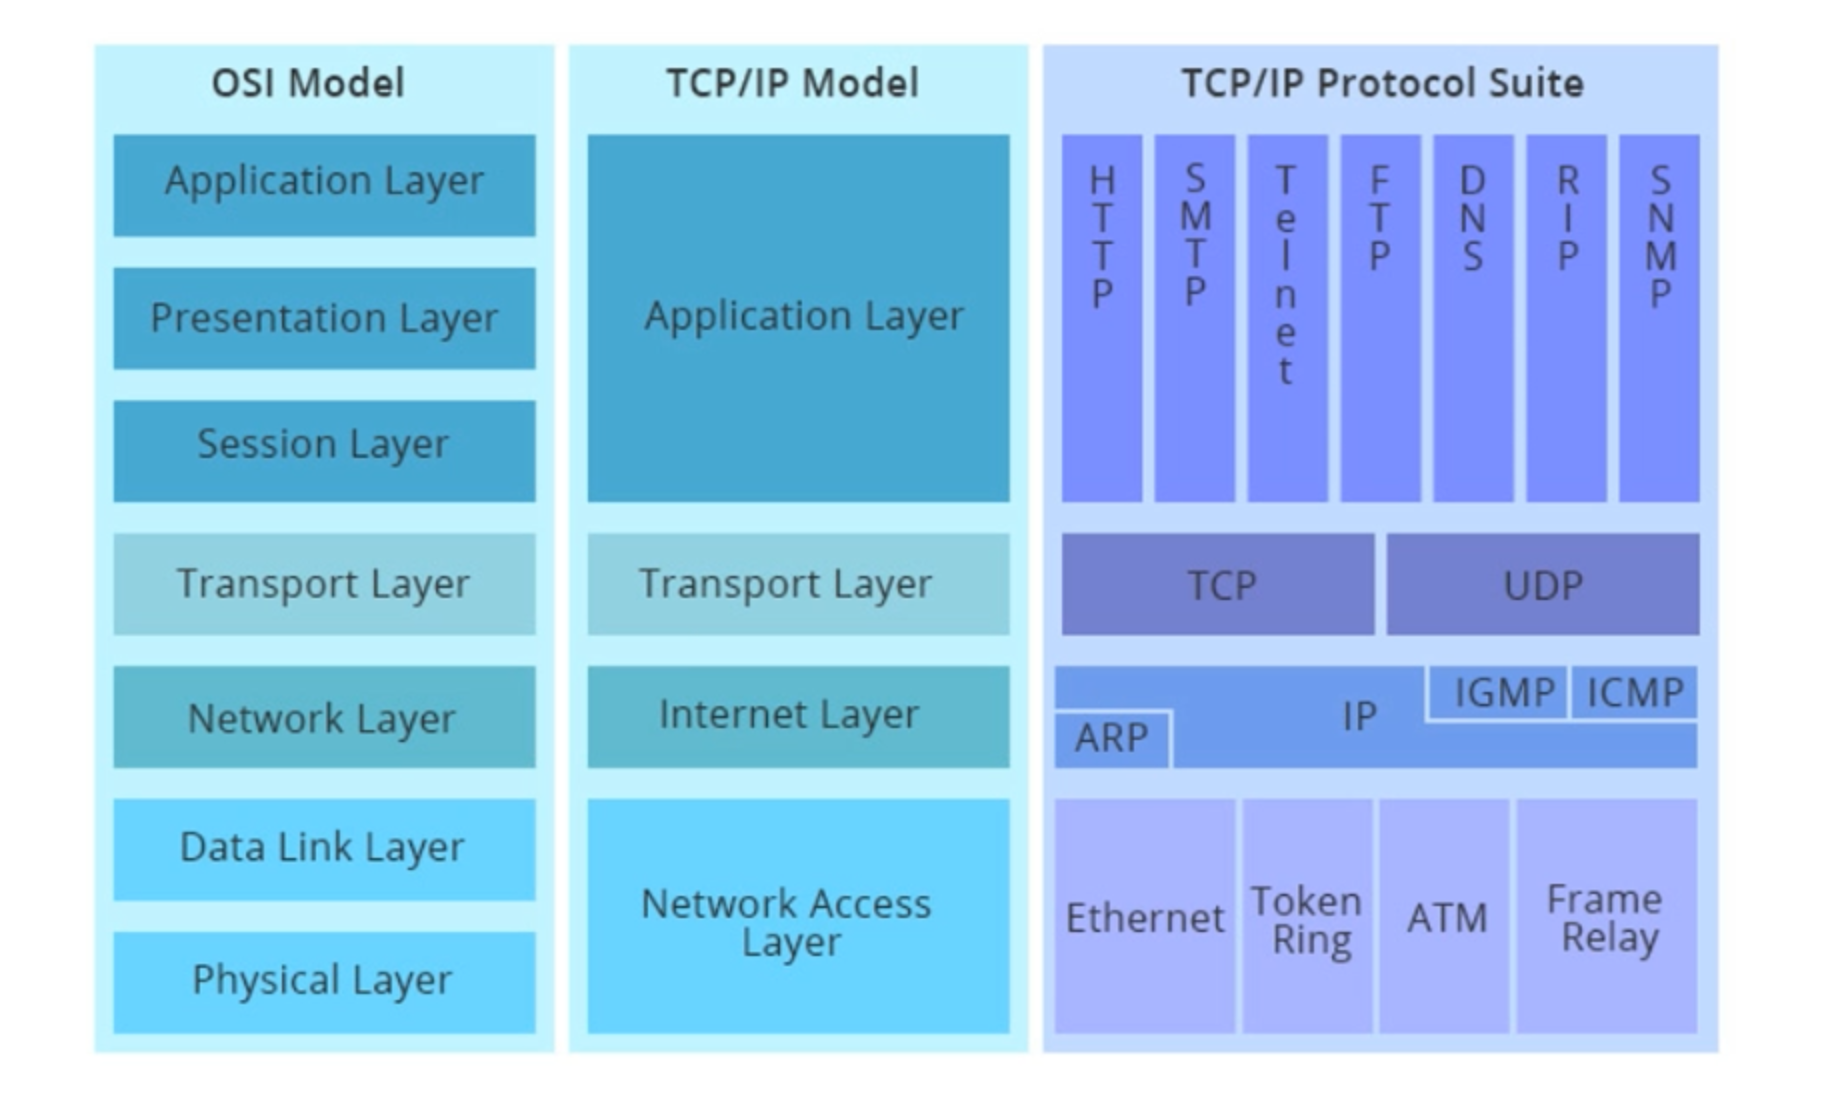 OSI Model
Application Layer
Presentation Layer
Session Layer
Transport Layer
Network Layer
Data Link Layer
Physical Layer
TCP/IP Model
Application Layer
Transport Layer
Internet Layer
Network Access
Layer
TCP/IP Protocol Suite
HTTP
SMTP
Telnet
FTP
DNS
RIP
SNMP
TCP
UDP
ARP
IP
IGMP
ICMP
Ethernet
Token
Ring
ATM
Frame
Relay